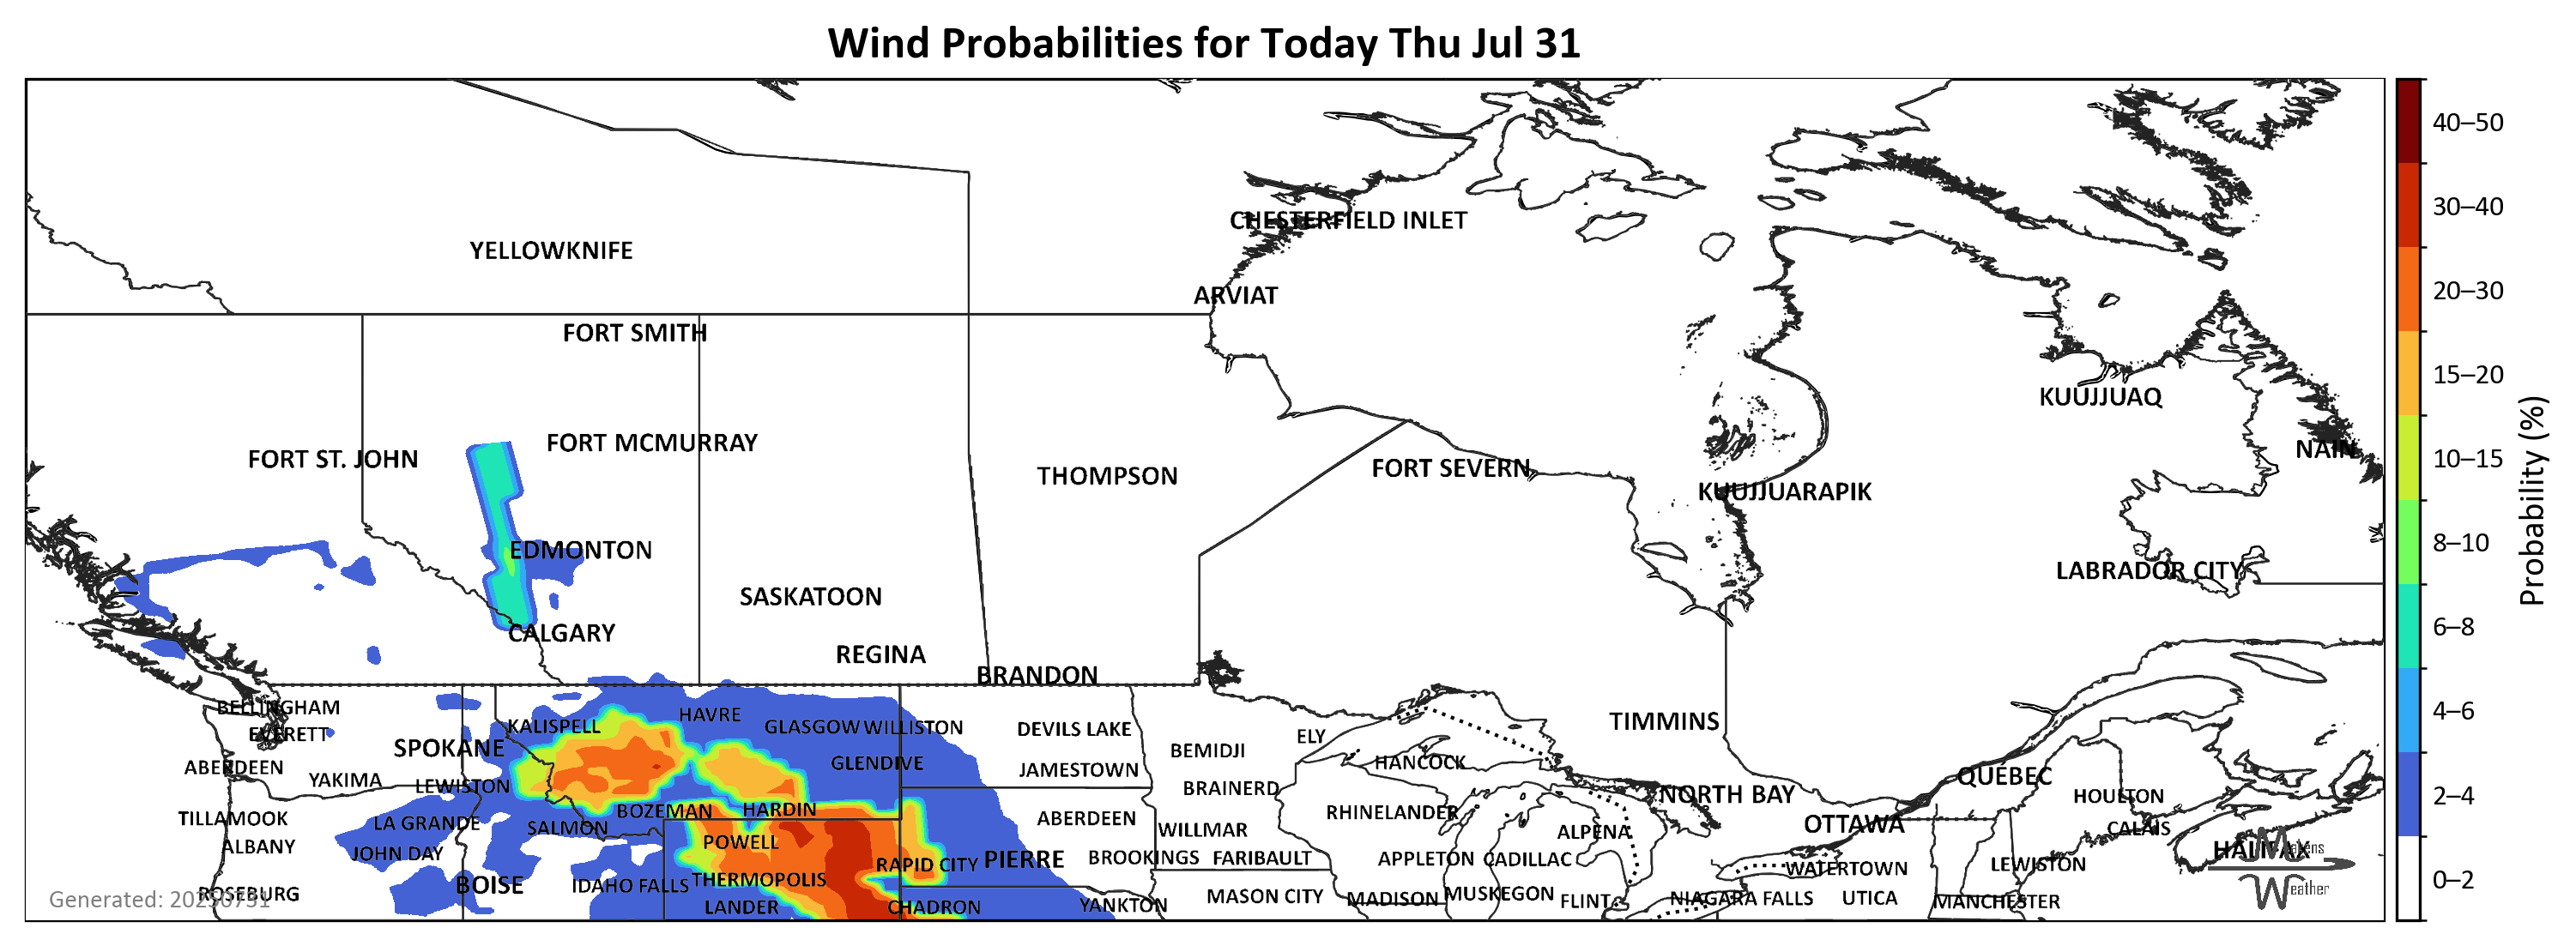 Wind Probabilities for Today Thu Jul 31
40–50
30–40
20–30
15–20
10–15
8–10
6–8
4–6
2–4
0–2
Probability (%)
CHESTERFIELD INLET
YELLOWKNIFE
ARVIAT
FORT SMITH
KUUJJUAQ
FORT MCMURRAY
NAIN
FORT ST. JOHN
FORT SEVERN
THOMPSON
KUUJJUARAPIK
EDMONTON
LABRADOR CITY
SASKATOON
CALGARY
REGINA
BRANDON
BELLINGHAM
HAVRE
TIMMINS
KALISPELL
GLASGOW
WILLISTON
DEVILS LAKE
EVERETT
ELY
SPOKANE
BEMIDJI
ABERDEEN
GLENDIVE
JAMESTOWN
HANCOCK
QUÉBEC
YAKIMA
LEWISTON
BRAINERD
NORTH BAY
HOULTON
BOZEMAN
HARDIN
RHINELANDER
TILLAMOOK
LA GRANDE
SALMON
ABERDEEN
WILLMAR
ALPENA
OTTAWA
CALAIS
ALBANY
JOHN DAY
POWELL
RAPID CITY
PIERRE
BROOKINGS
FARIBAULT
APPLETON
CADILLAC
WATERTOWN
LEWISTON
HALIFAX
BOISE
IDAHO FALLS
THERMOPOLIS
ROSEBURG
LANDER
CHADRON
YANKTON
MASON CITY
MADISON
MUSKEGON
FLINT
NIAGARA FALLS
UTICA
MANCHESTER
Generated: 20250731
Weather